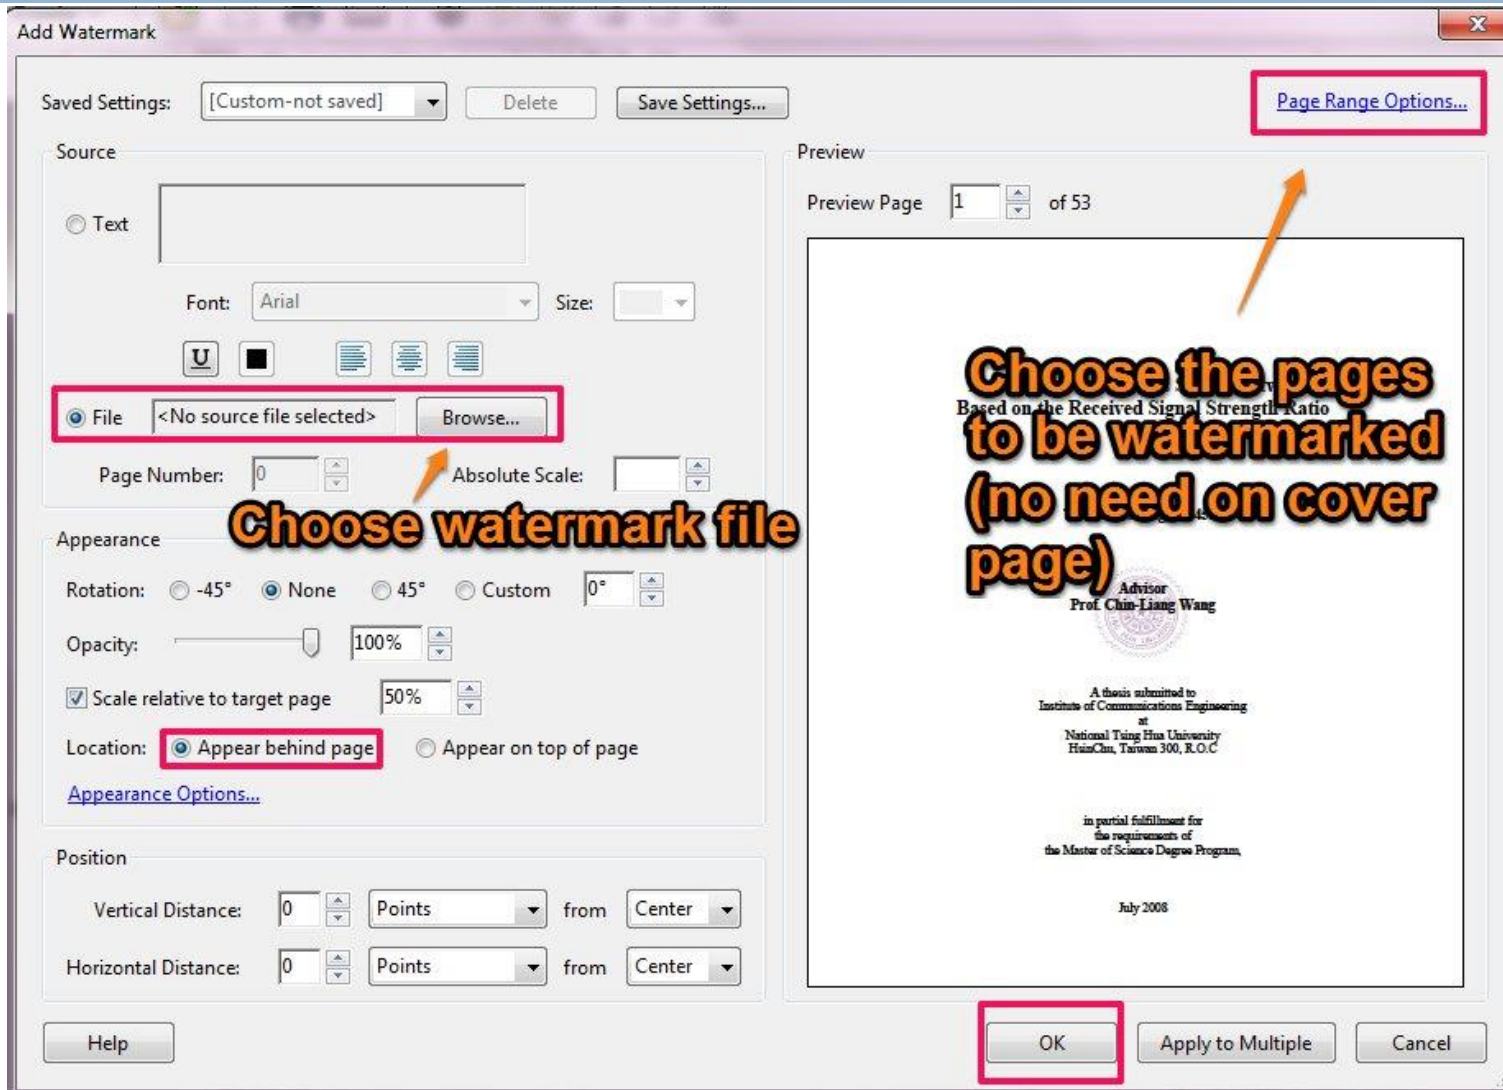 Add Watermark
Saved Settings: [Custom-not saved] Delete Save Settings... Page Range Options...
Source
Text
Font: Arial Size:
U
File <No source file selected> Browse...
Page Number: 0 Absolute Scale:
Choose watermark file
Appearance
Rotation: -45° None 45° Custom 0°
Opacity: 100%
Scale relative to target page 50%
Location: Appear behind page Appear on top of page
Appearance Options...
Position
Vertical Distance: 0 Points from Center
Horizontal Distance: 0 Points from Center
Preview
Preview Page 1 of 53
Choose the pages
Based on the Received Signal Strength Ratio
to be watermarked
(no need on cover
page)
Advisor
Prof. Chin-Liang Wang
A thesis submitted to
Institute of Communications Engineering
at
National Tsing Hua University
HsinChu, Taiwan 300, R.O.C
in partial fulfillment for
the requirements of
the Master of Science Degree Program,
July 2008
Help OK Apply to Multiple Cancel